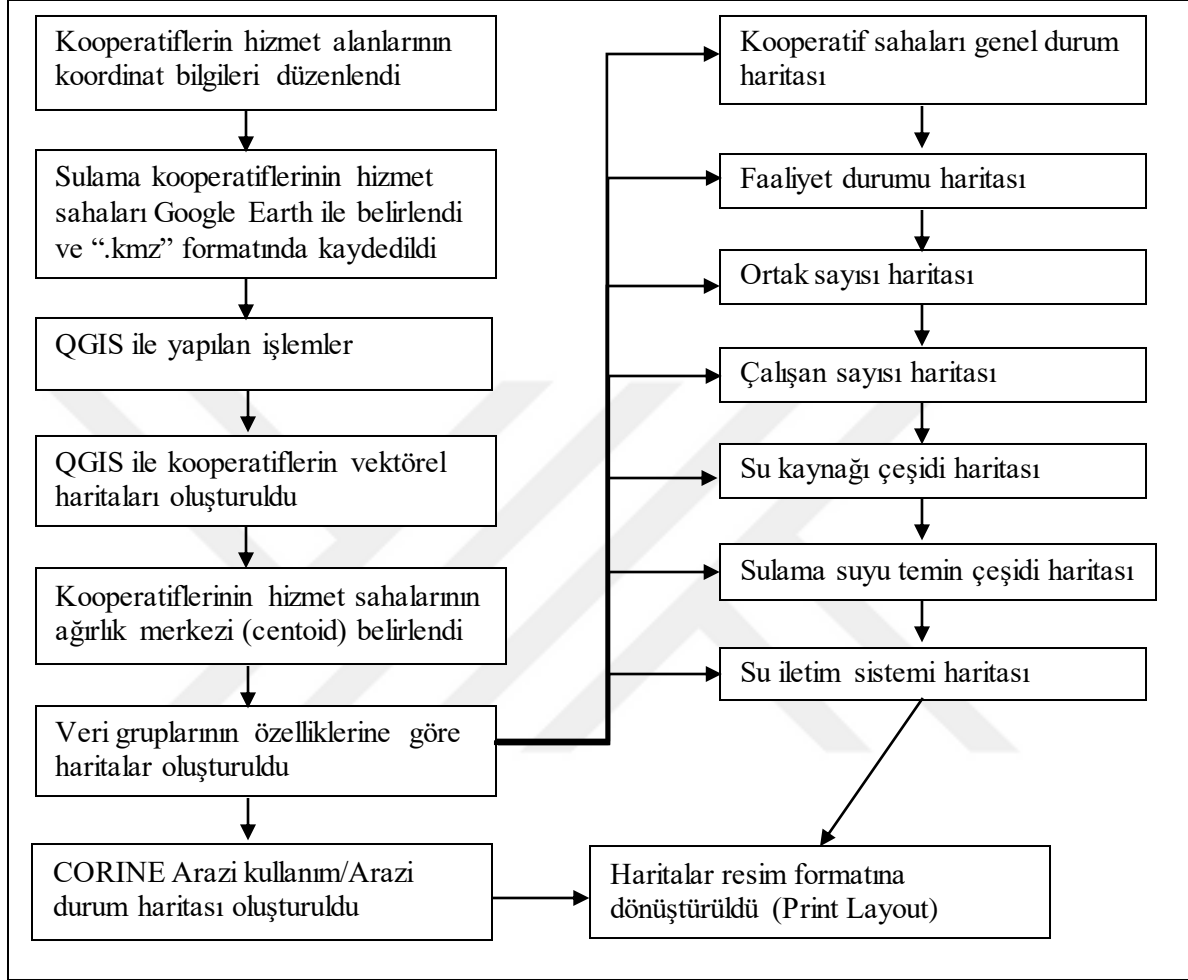 Kooperatiflerin hizmet alanlarının
koordinat bilgileri düzenlendi
Sulama kooperatiflerinin hizmet
sahaları Google Earth ile belirlendi
ve “.kmz” formatında kaydedildi
QGIS ile yapılan işlemler
QGIS ile kooperatiflerin vektörel
haritaları oluşturuldu
Kooperatiflerinin hizmet sahalarının
ağırlık merkezi (centoid) belirlendi
Veri gruplarının özelliklerine göre
haritalar oluşturuldu
CORINE Arazi kullanım/Arazi
durum haritası oluşturuldu
Kooperatif sahaları genel durum
haritası
Faaliyet durumu haritası
Ortak sayısı haritası
Çalışan sayısı haritası
Su kaynağı çeşidi haritası
Sulama suyu temin çeşidi haritası
Su iletim sistemi haritası
Haritalar resim formatına
dönüştürüldü (Print Layout)